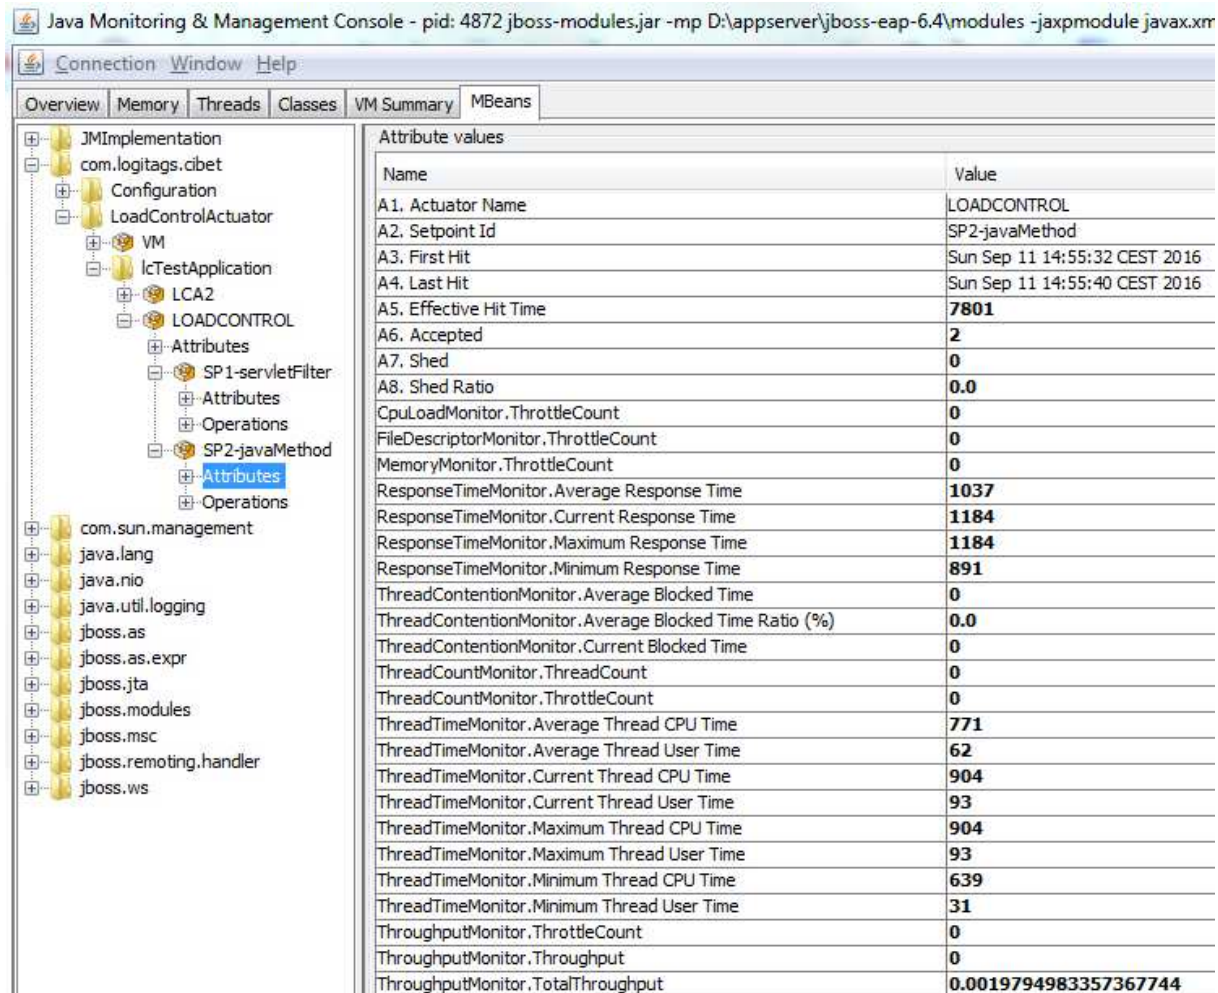 Java Monitoring & Management Console - pid: 4872 jboss-modules.jar -mp D:\appserver\jboss-eap-6.4\modules -jaxpmodule javax.xm
Connection Window Help
Overview Memory Threads Classes VM Summary MBeans
JMImplementation
com.logitags.cibet
Configuration
LoadControlActuator
VM
lcTestApplication
LCA2
LOADCONTROL
Attributes
SP1-servletFilter
Attributes
Operations
SP2-javaMethod
Attributes
Operations
com.sun.management
java.lang
java.nio
java.util.logging
jboss.as
jboss.as.expr
jboss.jta
jboss.modules
jboss.msc
jboss.remoting.handler
jboss.ws
Attribute values
Name Value
A1. Actuator Name LOADCONTROL
A2. Setpoint Id SP2-javaMethod
A3. First Hit Sun Sep 11 14:55:32 CEST 2016
A4. Last Hit Sun Sep 11 14:55:40 CEST 2016
A5. Effective Hit Time 7801
A6. Accepted 2
A7. Shed 0
A8. Shed Ratio 0.0
CpuLoadMonitor.ThrottleCount 0
FileDescriptorMonitor.ThrottleCount 0
MemoryMonitor.ThrottleCount 0
ResponseTimeMonitor.Average Response Time 1037
ResponseTimeMonitor.Current Response Time 1184
ResponseTimeMonitor.Maximum Response Time 1184
ResponseTimeMonitor.Minimum Response Time 891
ThreadContentionMonitor.Average Blocked Time 0
ThreadContentionMonitor.Average Blocked Time Ratio (%) 0.0
ThreadContentionMonitor.Current Blocked Time 0
ThreadCountMonitor.ThreadCount 0
ThreadCountMonitor.ThrottleCount 0
ThreadTimeMonitor.Average Thread CPU Time 771
ThreadTimeMonitor.Average Thread User Time 62
ThreadTimeMonitor.Current Thread CPU Time 904
ThreadTimeMonitor.Current Thread User Time 93
ThreadTimeMonitor.Maximum Thread CPU Time 904
ThreadTimeMonitor.Maximum Thread User Time 93
ThreadTimeMonitor.Minimum Thread CPU Time 639
ThreadTimeMonitor.Minimum Thread User Time 31
ThroughputMonitor.ThrottleCount 0
ThroughputMonitor.Throughput 0
ThroughputMonitor.TotalThroughput 0.0019794983357367744